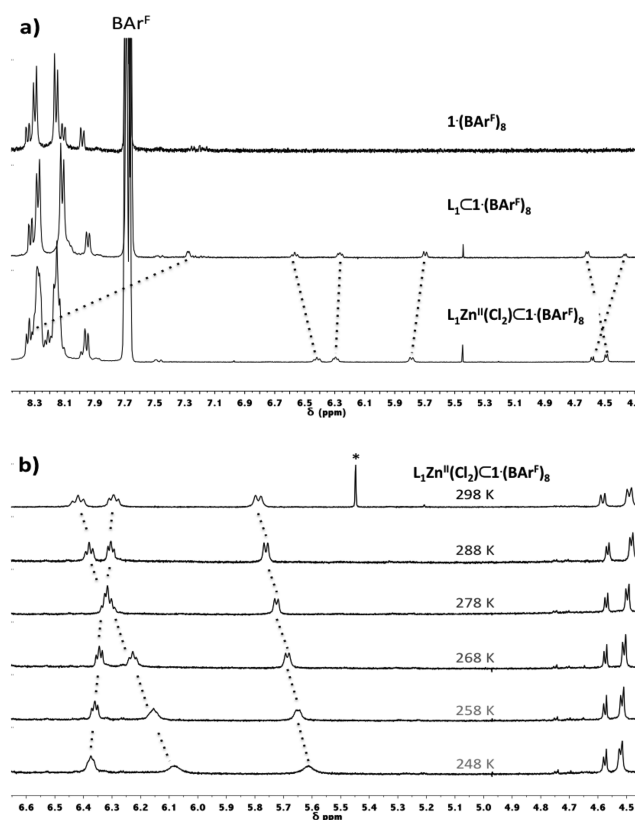 a)
BArF
1·(BArF)8
L1⊂1·(BArF)8
L1ZnII(Cl2)⊂1·(BArF)8
8.3 8.1 7.9 7.7 7.5 7.3 7.1 6.9 6.7 6.5 6.3 6.1 5.9 5.7 5.5 5.3 5.1 4.9 4.7 4.5
δ (ppm)
b)
* L1ZnII(Cl2)⊂1·(BArF)8
298 K
288 K
278 K
268 K
258 K
248 K
6.6 6.5 6.4 6.3 6.2 6.1 6.0 5.9 5.8 5.7 5.6 5.5 5.4 5.3 5.2 5.1 5.0 4.9 4.8 4.7 4.6 4.5
δ ppm